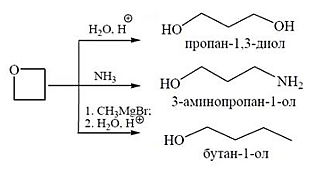 H₂O, H⊕
HO OH
пропан-1,3-диол
O
NH₃
HO NH₂
3-аминопропан-1-ол
1. CH₃MgBr;
2. H₂O, H⊕
HO
бутан-1-ол